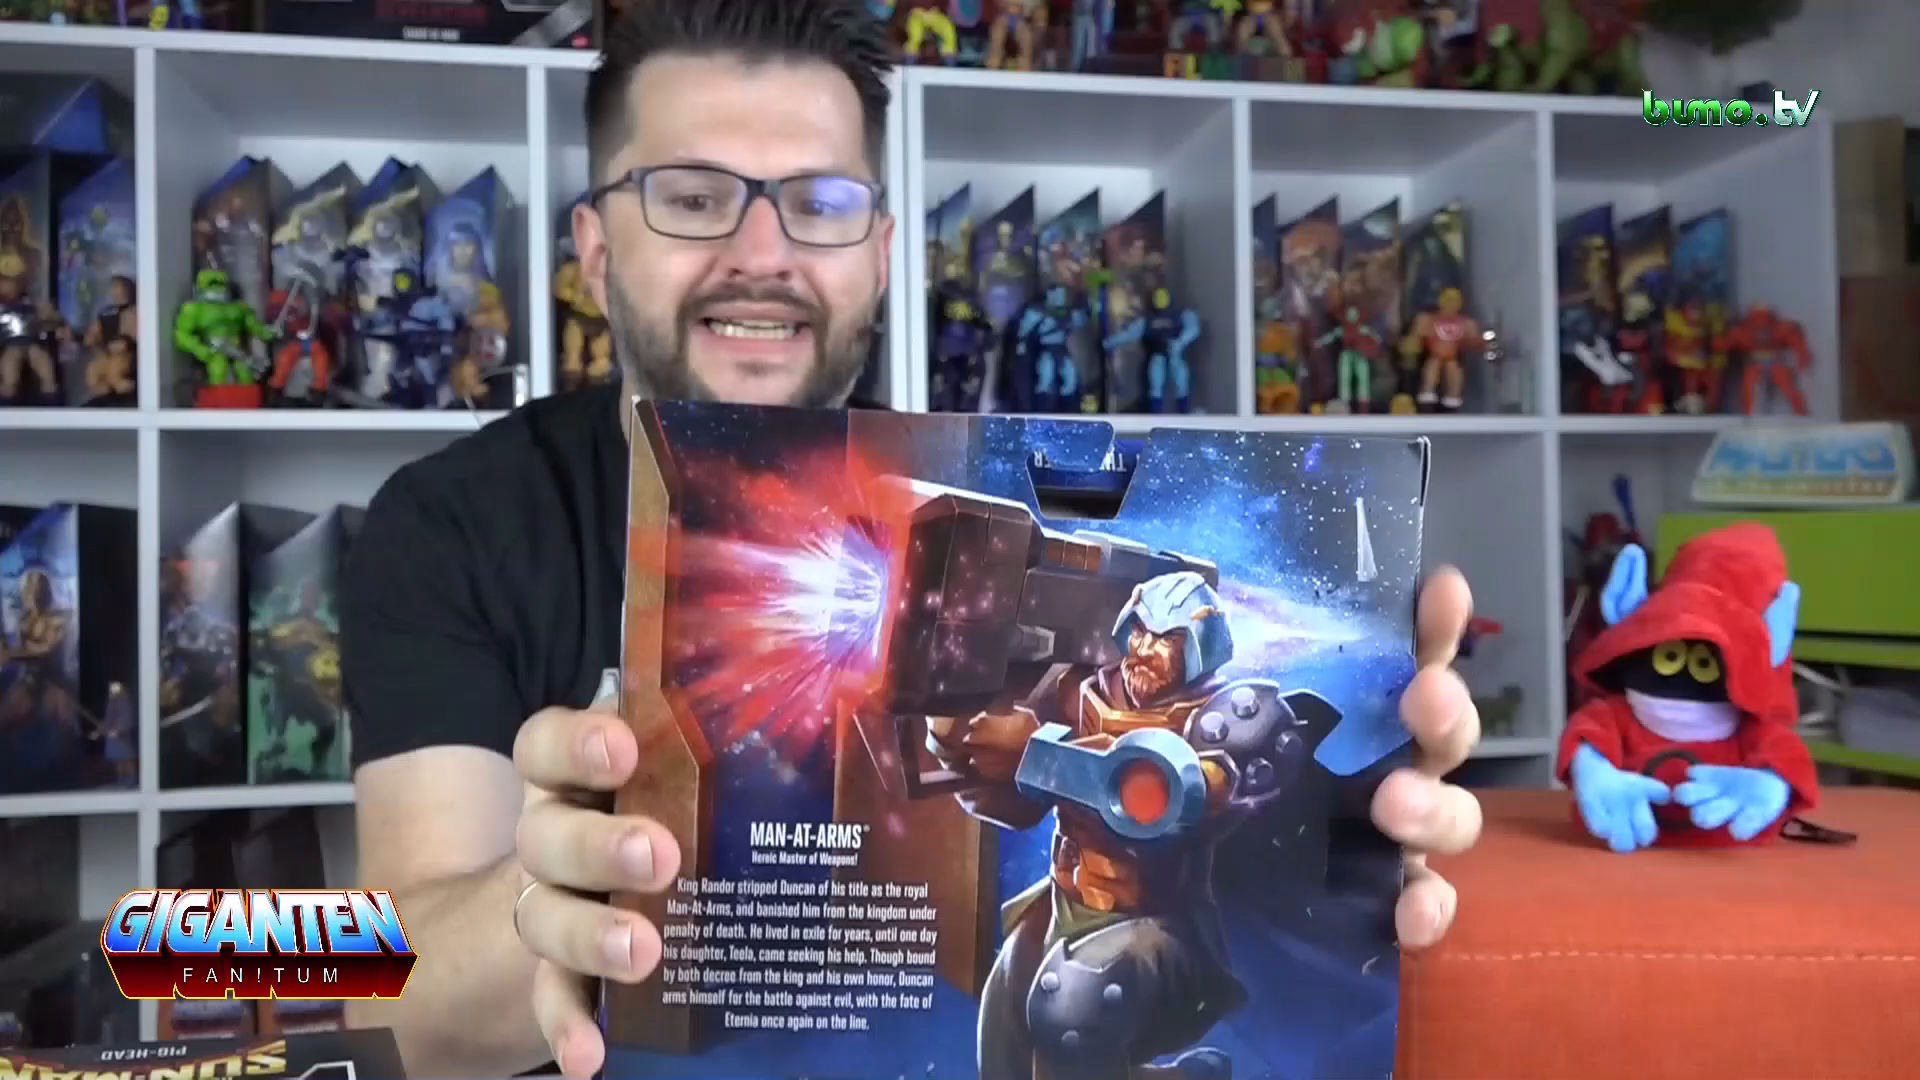 bumo.tv
MAN-AT-ARMS®
Heroic Master of Weapons!
King Randor stripped Duncan of his title as the royal
Man-At-Arms, and banished him from the kingdom under
penalty of death. He lived in exile for years, until one day
his daughter, Teela, came seeking his help. Though bound
by both decree from the king and his own honor, Duncan
arms himself for the battle against evil, with the fate of
Eternia once again on the line.
GIGANTEN
FAN!TUM
PIG-HEAD
SUN-MAN